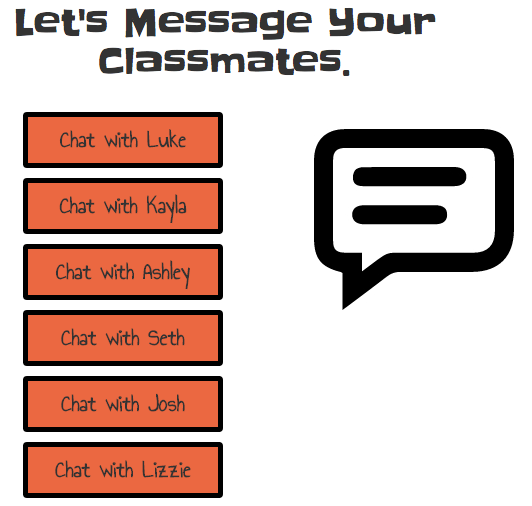 Let's Message Your
Classmates.
Chat with Luke
Chat with Kayla
Chat with Ashley
Chat with Seth
Chat with Josh
Chat with Lizzie